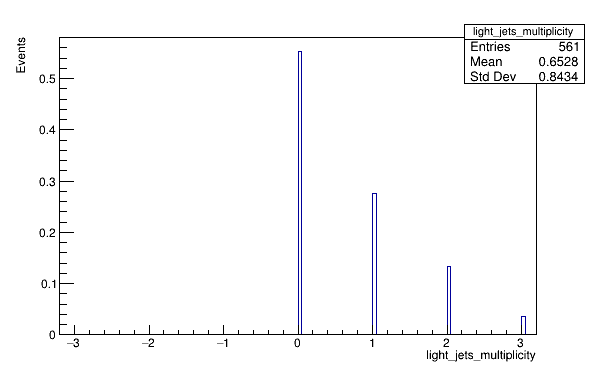 light_jets_multiplicity
Entries 561
Mean 0.6528
Std Dev 0.8434
Events
0.5
0.4
0.3
0.2
0.1
0
−3 −2 −1 0 1 2 3
light_jets_multiplicity